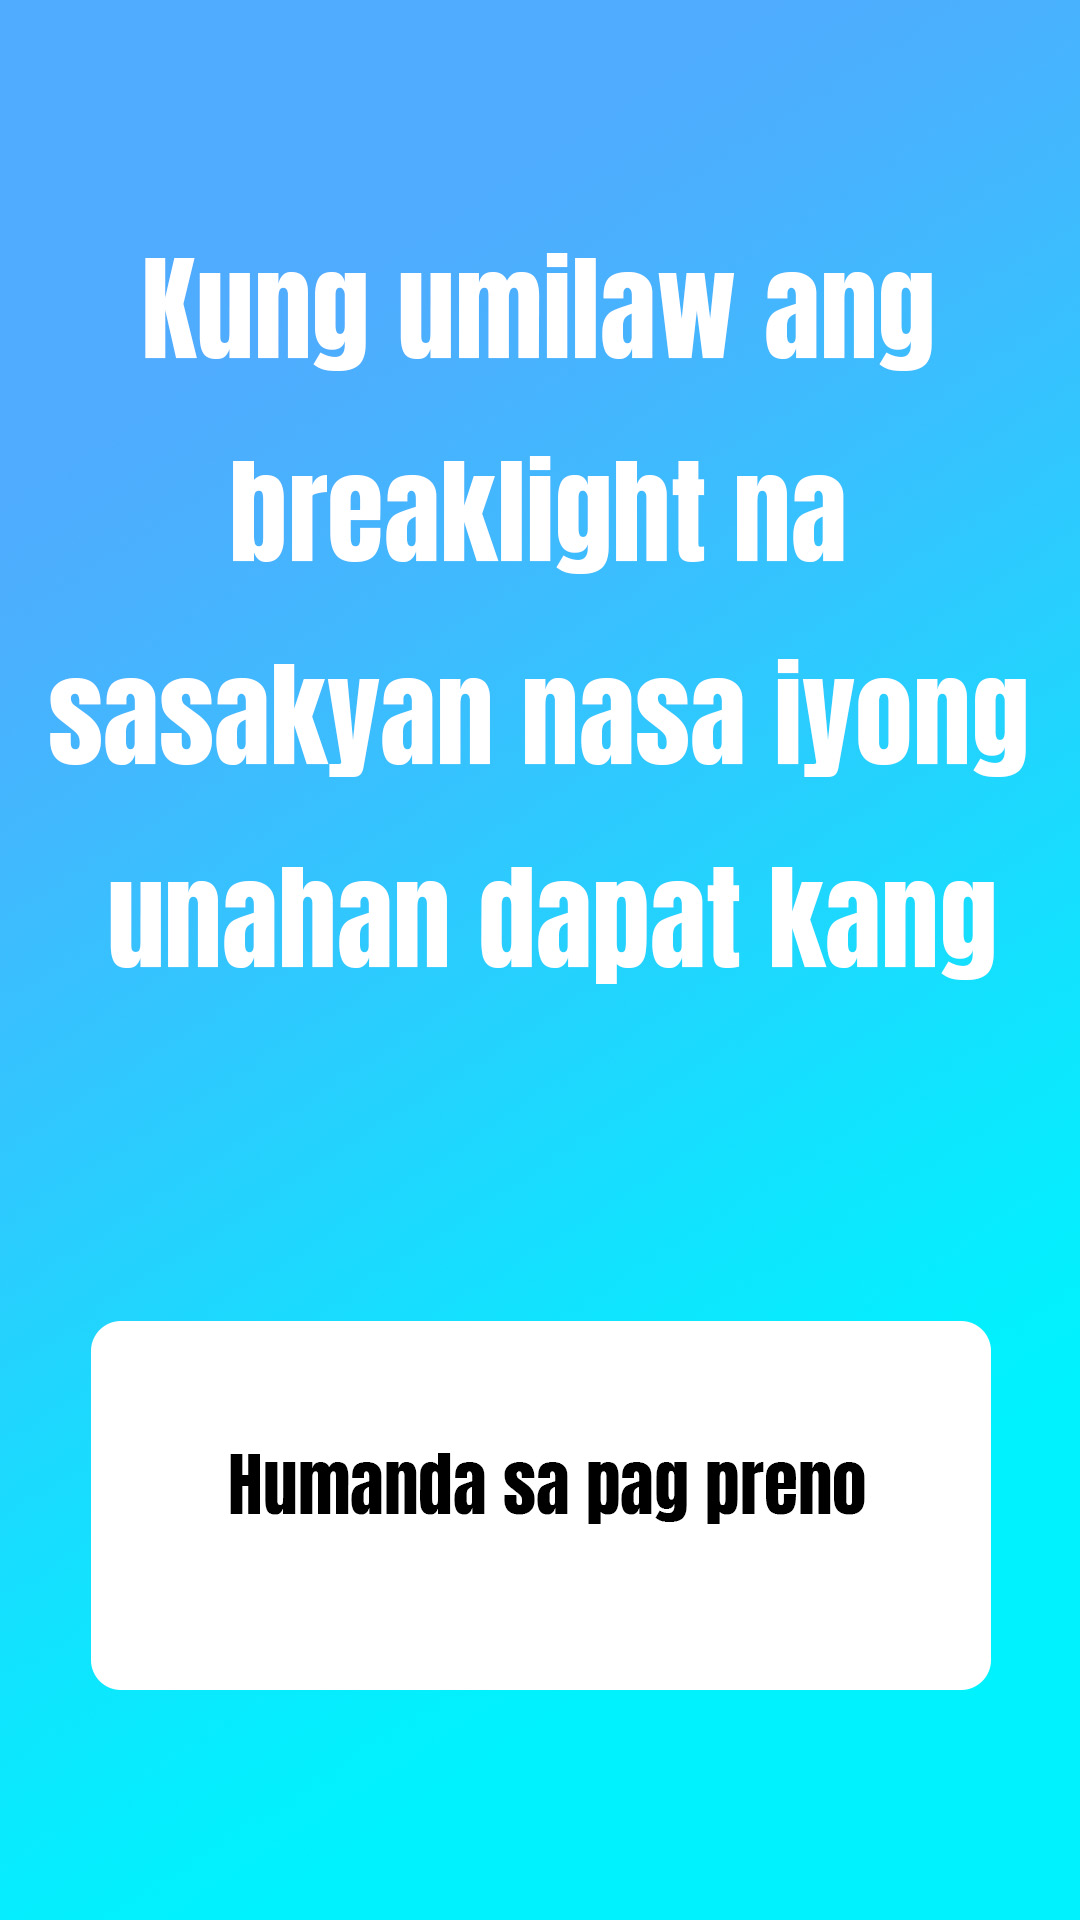 Kung umilaw ang
breaklight na
sasakyan nasa iyong
unahan dapat kang
Humanda sa pag preno